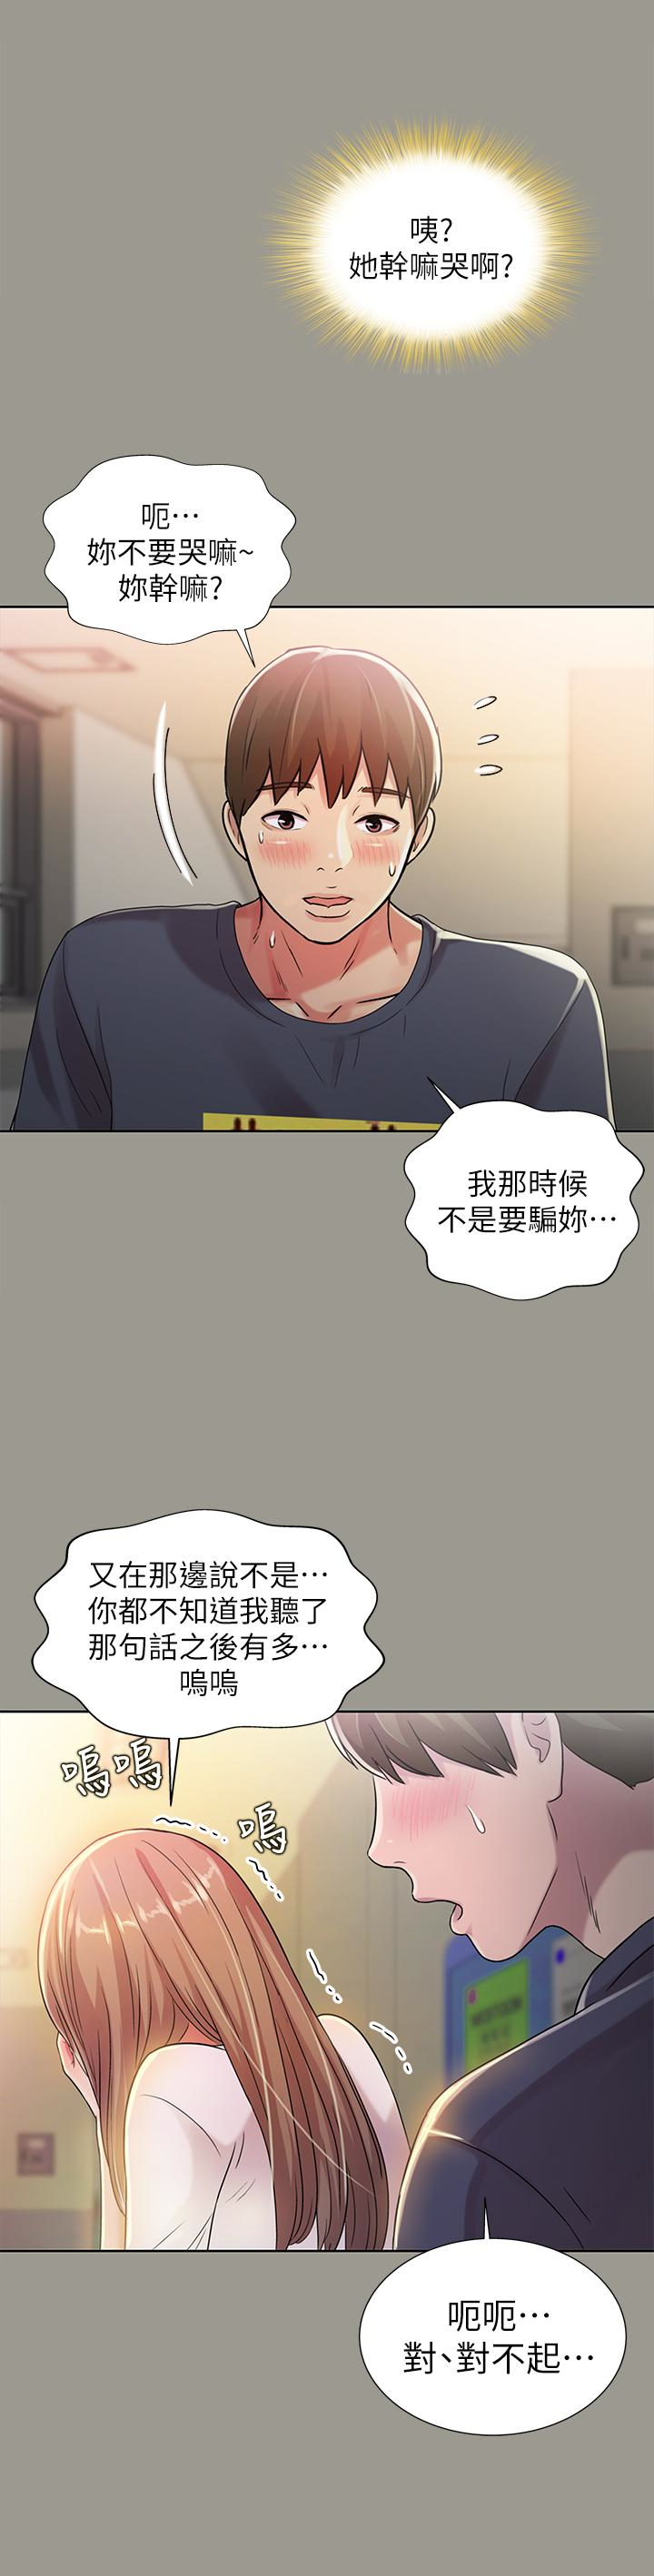 咦?
她幹嘛哭啊?
呃…
妳不要哭嘛~
妳幹嘛?
我那時候
不是要騙妳…
又在那邊說不是…
你都不知道我聽了
那句話之後有多…
嗚嗚
嗚嗚
嗚
呃呃…
對、對不起…